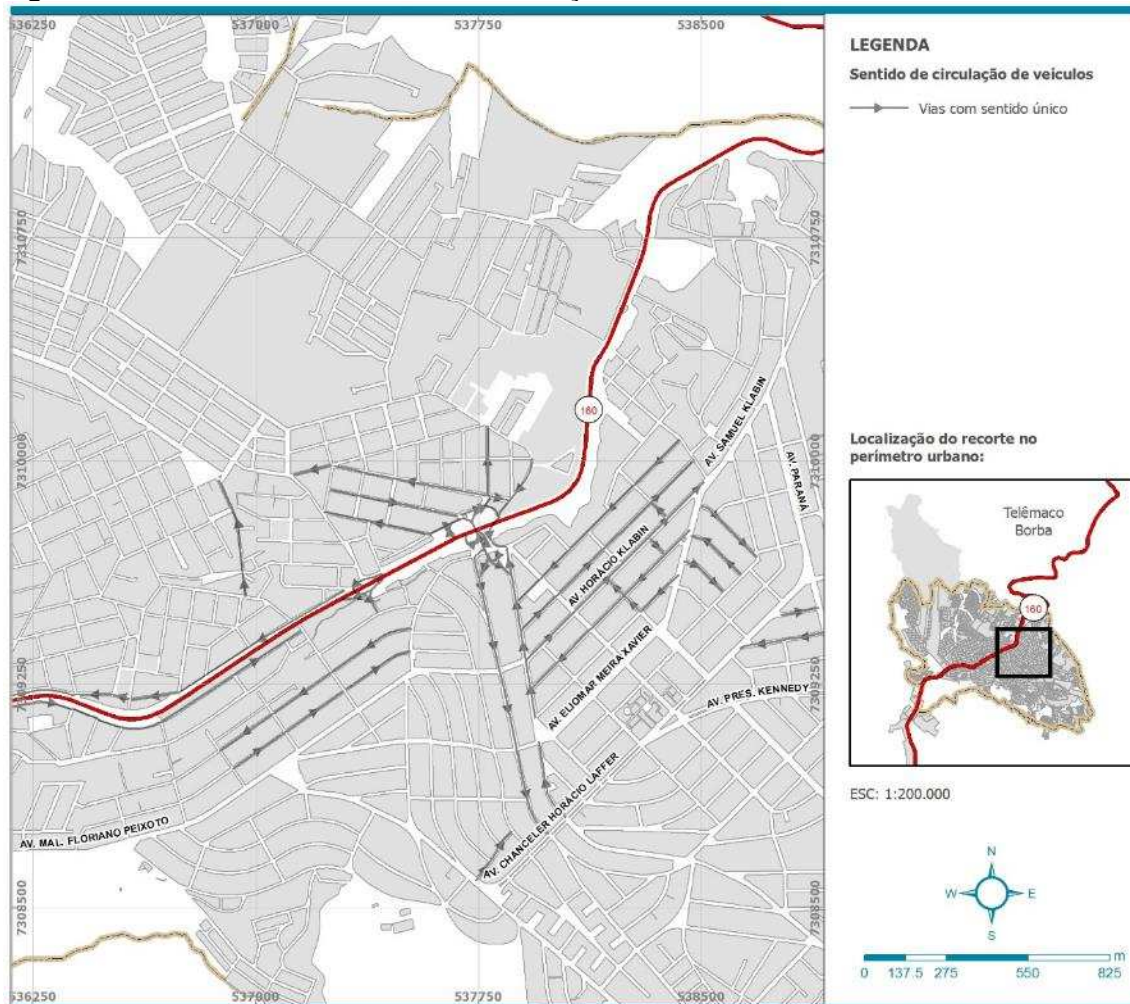 536250
537000
537750
538500
LEGENDA
Sentido de circulação de veículos
Vias com sentido único
7310750
7310750
160
AV. SAMUEL KLABIN
AV. PARANÁ
7310000
7310000
AV. HORÁCIO KLABIN
AV. ELIOMAR MEIRA XAVIER
AV. PRES. KENNEDY
7309250
7309250
AV. CHANCELER HORÁCIO LAFFER
AV. MAL. FLORIANO PEIXOTO
7308500
7308500
536250
537000
537750
538500
Localização do recorte no
perímetro urbano:
Telêmaco
Borba
160
ESC: 1:200.000
N
W
E
S
m
0 137.5 275 550 825